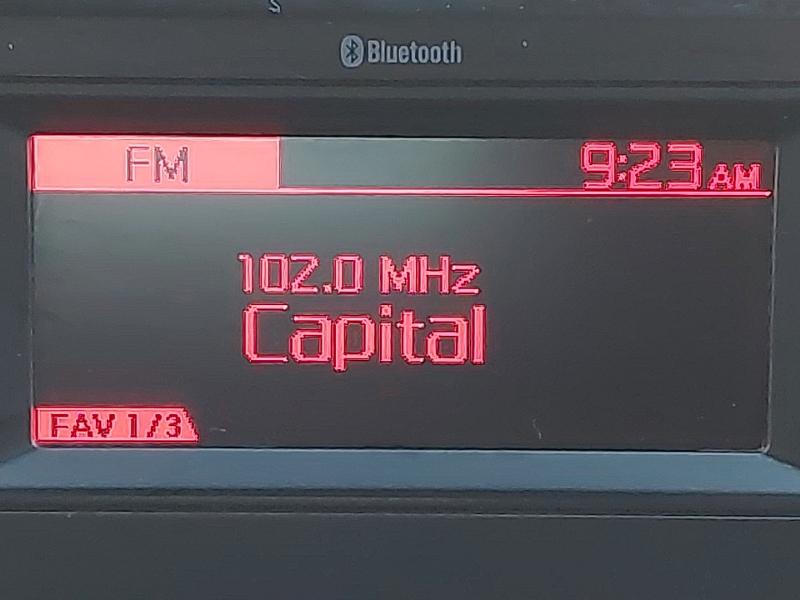 Bluetooth
FM 9:23 AM
102.0 MHz
Capital
FAV 1/3